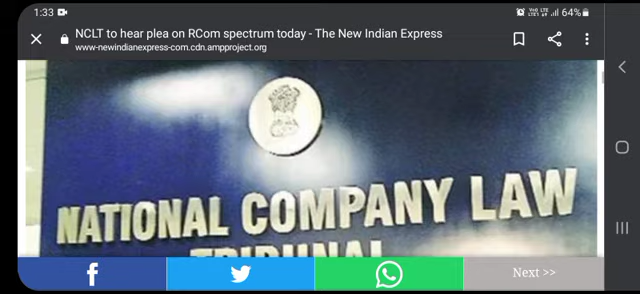 1:33
64%
NCLT to hear plea on RCom spectrum today - The New Indian Express
www-newindianexpress-com.cdn.ampproject.org
NATIONAL COMPANY LAW
TRIBUNAL
Next >>